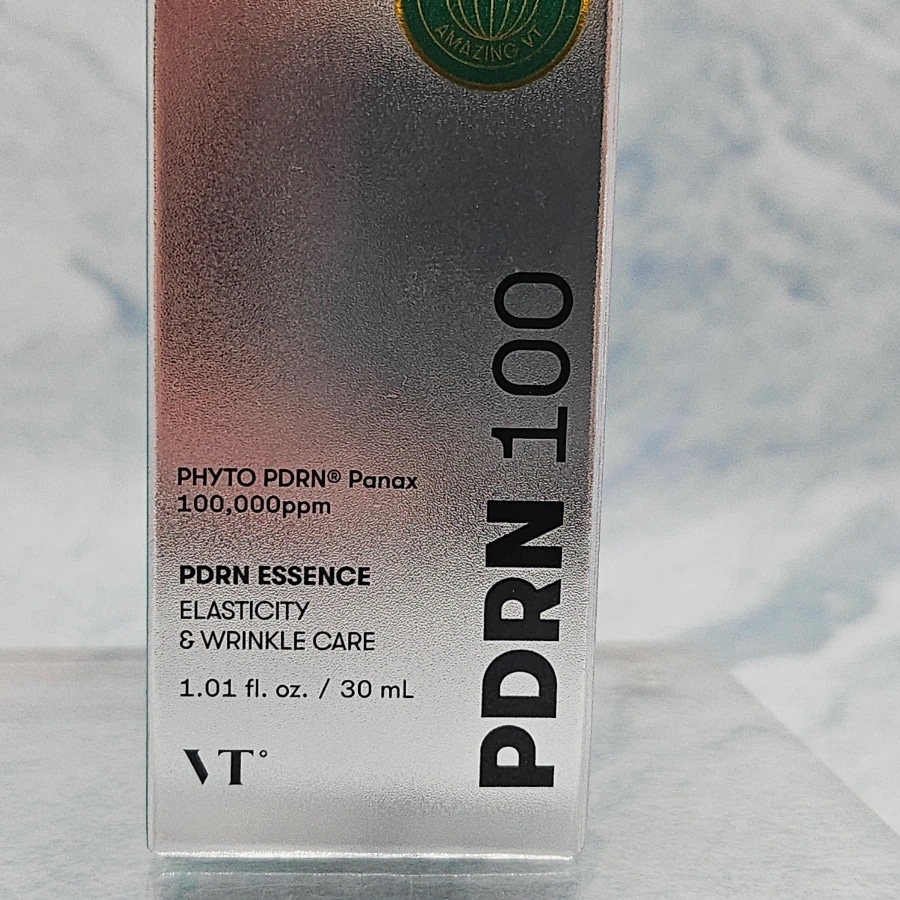 AMAZING VT
PHYTO PDRN® Panax
100,000ppm
PDRN ESSENCE
ELASTICITY
& WRINKLE CARE
1.01 fl. oz. / 30 mL
VT°
PDRN 100